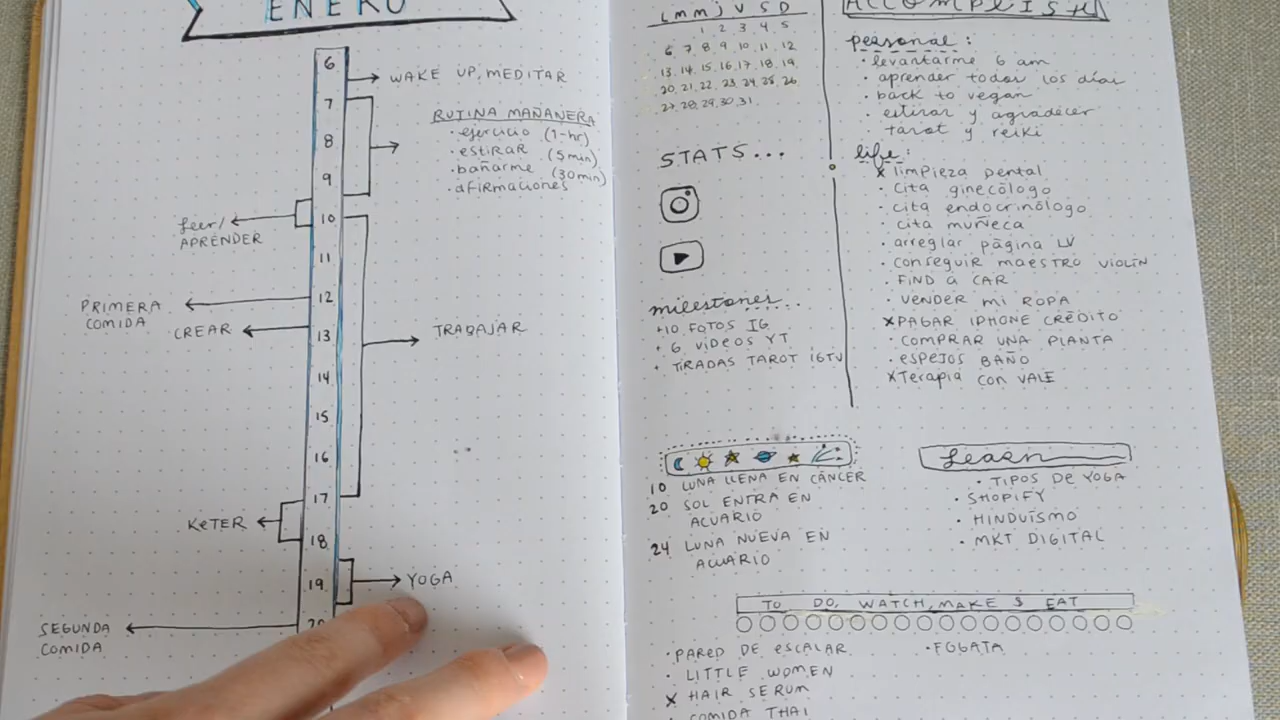 ENERO
6
WAKE UP, MEDITAR
7
RUTINA MAÑANERA
• ejercicio (1-hr)
8
• estirar (5min)
• bañarme (30min)
9
• afirmaciones
leer/
APRENDER
10
11
PRIMERA
COMIDA
12
CREAR
13
TRABAJAR
14
15
16
17
KETER
18
19
YOGA
SEGUNDA
COMIDA
L M M J V S D
1 2 3 4 5
6 7 8 9 10 11 12
13 14 15 16 17 18 19
20 21 22 23 24 25 26
27 28 29 30 31
STATS...
milestones..
+10 FOTOS IG
+ 6 VIDEOS YT
• TIRADAS TAROT IGTV
ACCOMPLISH
personal:
• levantarme 6 am
• aprender todos los días
• back to vegan
• estirar y agradecer
• tarot y reiki
life:
x limpieza dental
• cita ginecólogo
• cita endocrinólogo
• cita muñeca
• arreglar página LV
• conseguir maestro violín
• FIND a CAR
• VENDER mi ROPA
x PAGAR IPHONE CRÉDITO
• COMPRAR UNA PLANTA
• ESPEJOS BAÑO
x Terapia con VALE
10 LUNA LLENA EN CÁNCER
20 SOL ENTRA EN
ACUARIO
24 LUNA NUEVA EN
ACUARIO
Learn
• TIPOS DE YOGA
• SHOPIFY
• HINDUÍSMO
• MKT DIGITAL
TO DO, WATCH, MAKE & EAT
• PARED DE ESCALAR
• LITTLE WOMEN
x HAIR SERUM
COMIDA THAI
• FOGATA